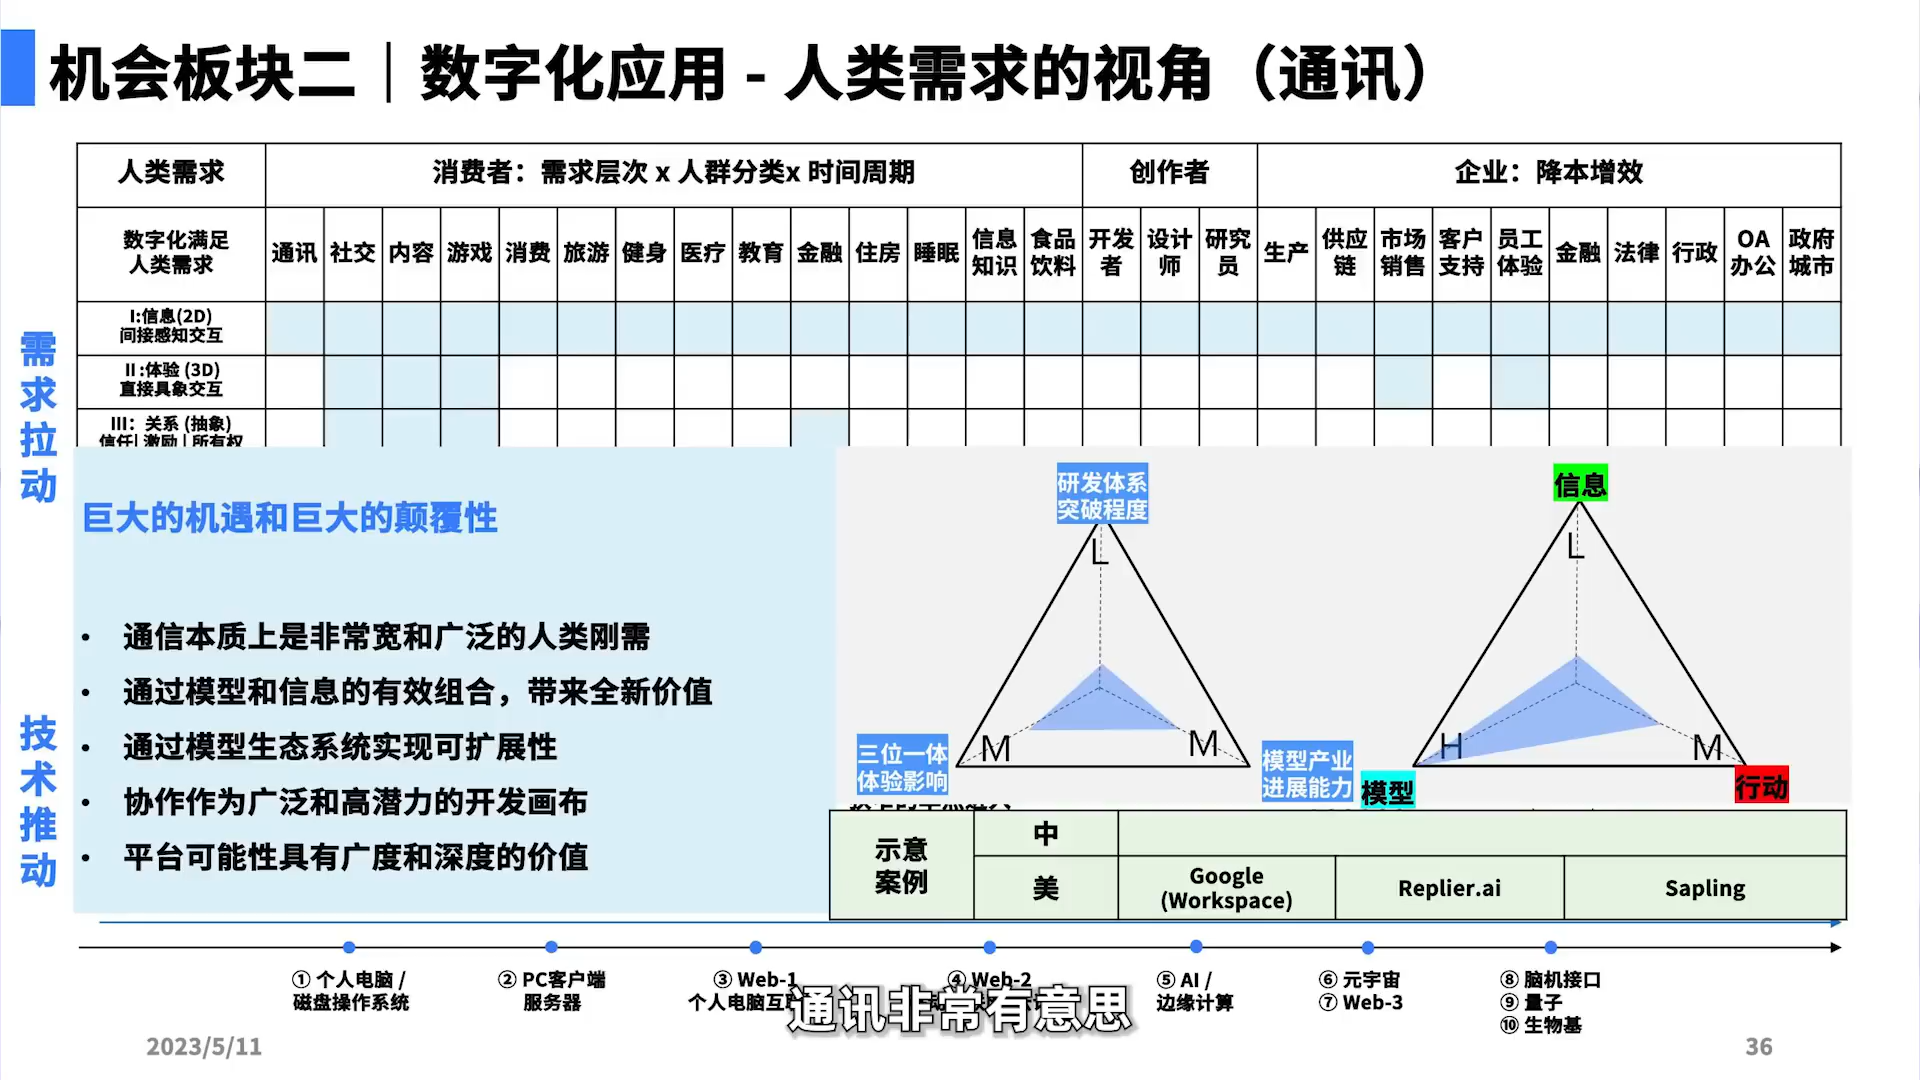 机会板块二｜数字化应用 - 人类需求的视角（通讯）
人类需求
消费者：需求层次 x 人群分类x 时间周期
创作者
企业：降本增效
数字化满足
人类需求
通讯
社交
内容
游戏
消费
旅游
健身
医疗
教育
金融
住房
睡眠
信息
知识
食品
饮料
开发
者
设计
师
研究
员
生产
供应
链
市场
销售
客户
支持
员工
体验
金融
法律
行政
OA
办公
政府
城市
I:信息(2D)
间接感知交互
II:体验 (3D)
直接具象交互
III：关系 (抽象)
信任| 激励 | 所有权
需求拉动
技术推动
巨大的机遇和巨大的颠覆性
• 通信本质上是非常宽和广泛的人类刚需
• 通过模型和信息的有效组合，带来全新价值
• 通过模型生态系统实现可扩展性
• 协作作为广泛和高潜力的开发画布
• 平台可能性具有广度和深度的价值
研发体系
突破程度
L
M
M
三位一体
体验影响
模型产业
进展能力
信息
L
H
M
模型
行动
示意
案例
中
美
Google
(Workspace)
Replier.ai
Sapling
① 个人电脑 /
磁盘操作系统
② PC客户端
服务器
③ Web-1
个人电脑互
④ Web-2
⑤ AI /
边缘计算
⑥ 元宇宙
⑦ Web-3
⑧ 脑机接口
⑨ 量子
⑩ 生物基
通讯非常有意思
2023/5/11
36